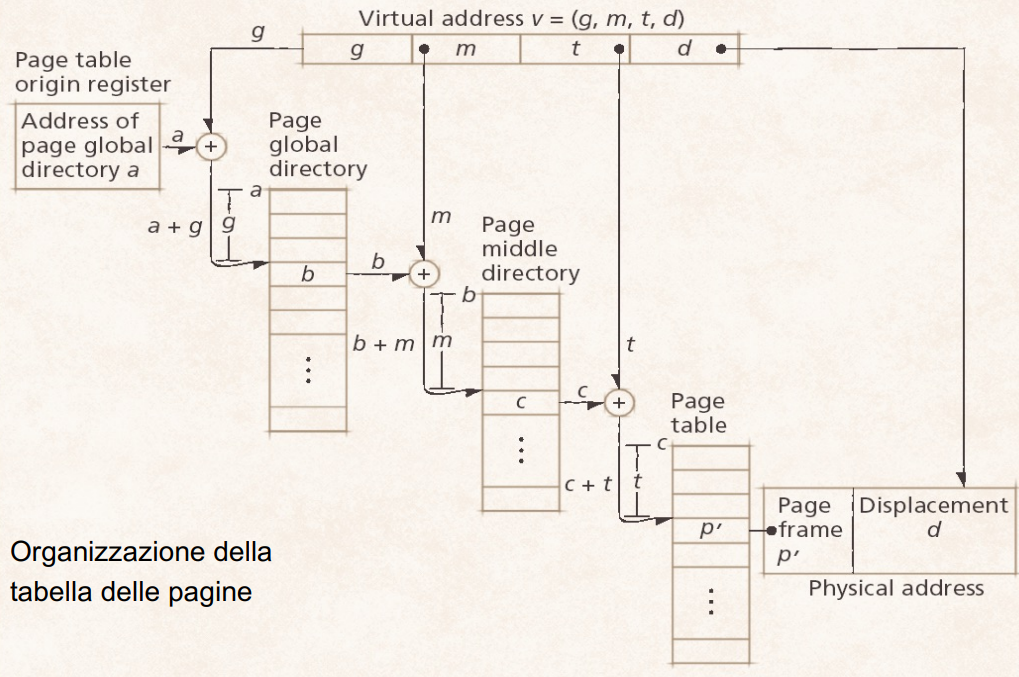 Virtual address v = (g, m, t, d)
g
g
m
t
d
Page table
origin register
Address of
page global
directory a
a
+
Page
global
directory
a
a + g
g
b
b
m
+
Page
middle
directory
b
b + m
m
c
c
t
+
Page
table
c
c + t
t
p′
Page
frame
p′
Displacement
d
Physical address
Organizzazione della
tabella delle pagine